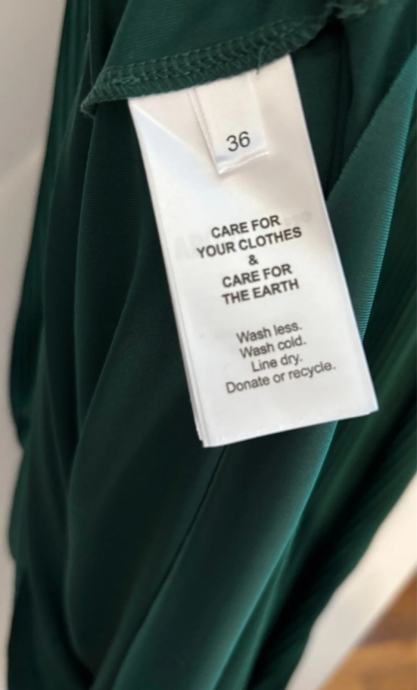 36
CARE FOR
YOUR CLOTHES
&
CARE FOR
THE EARTH
Wash less.
Wash cold.
Line dry.
Donate or recycle.